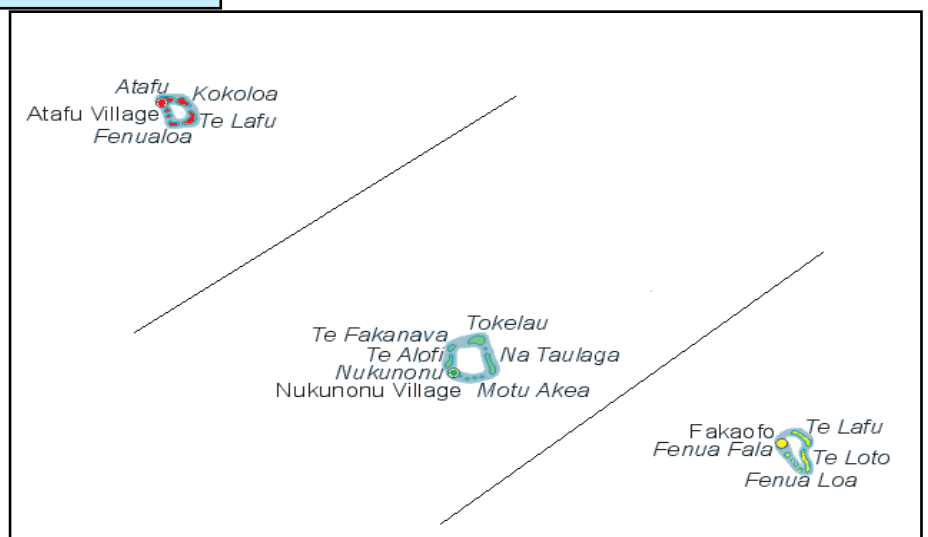 Atafu
Kokoloa
Atafu Village
Te Lafu
Fenualoa
Tokelau
Te Fakanava
Te Alofi
Na Taulaga
Nukunonu
Nukunonu Village
Motu Akea
Te Lafu
Fakaofo
Fenua Fala
Te Loto
Fenua Loa